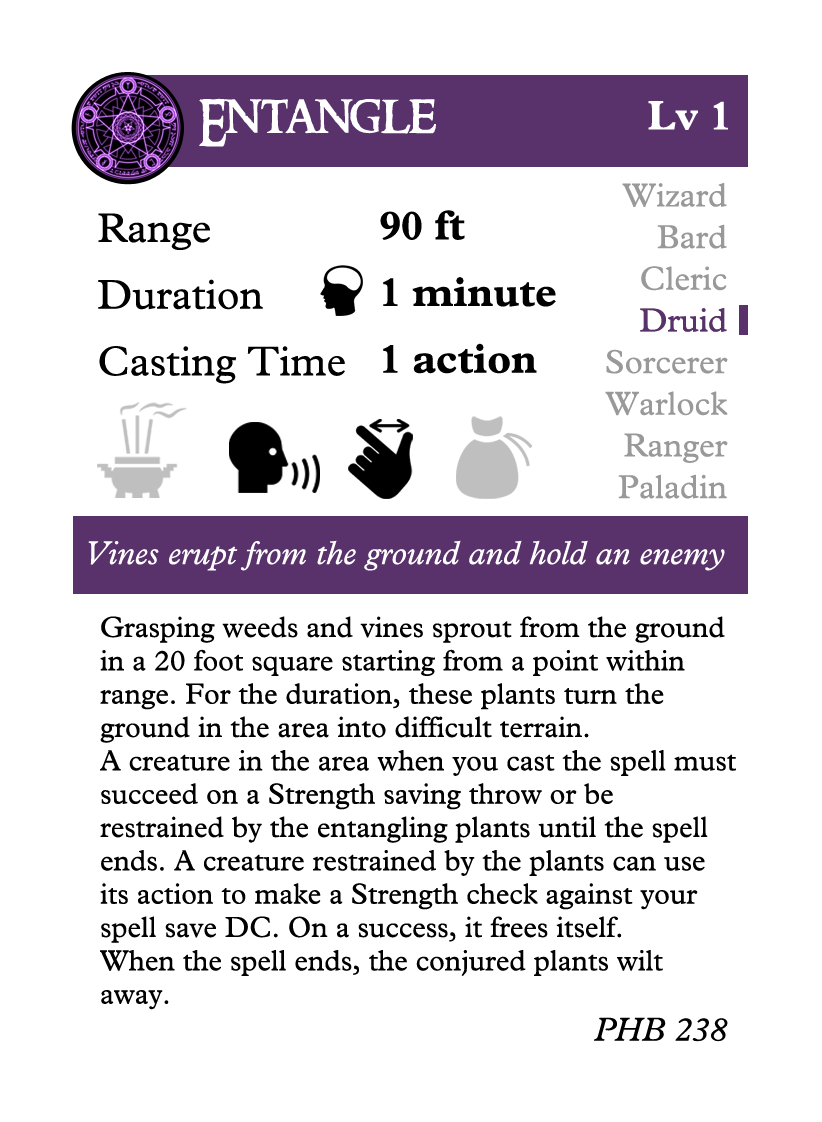 Entangle
Lv 1
Range 90 ft
Duration 1 minute
Casting Time 1 action
Wizard
Bard
Cleric
Druid
Sorcerer
Warlock
Ranger
Paladin
Vines erupt from the ground and hold an enemy
Grasping weeds and vines sprout from the ground
in a 20 foot square starting from a point within
range. For the duration, these plants turn the
ground in the area into difficult terrain.
A creature in the area when you cast the spell must
succeed on a Strength saving throw or be
restrained by the entangling plants until the spell
ends. A creature restrained by the plants can use
its action to make a Strength check against your
spell save DC. On a success, it frees itself.
When the spell ends, the conjured plants wilt
away.
PHB 238